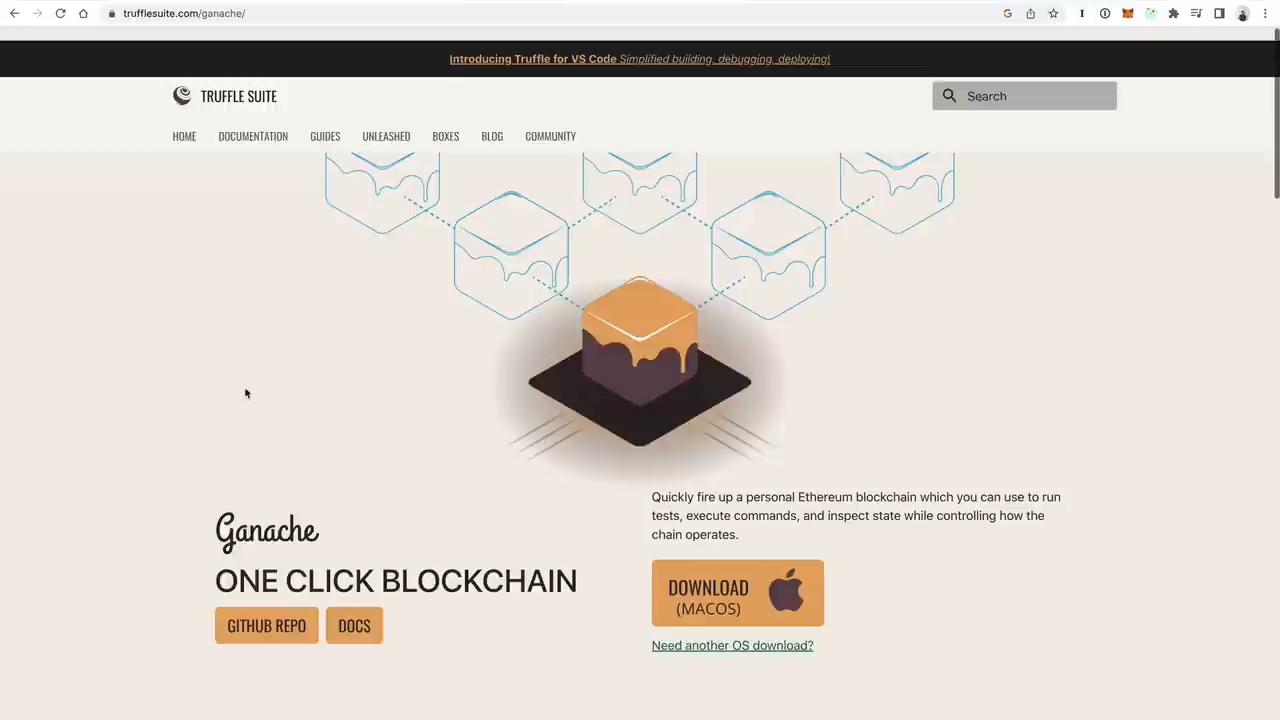 trufflesuite.com/ganache/
Introducing Truffle for VS Code Simplified building, debugging, deploying!
TRUFFLE SUITE
Search
HOME DOCUMENTATION GUIDES UNLEASHED BOXES BLOG COMMUNITY
Ganache
ONE CLICK BLOCKCHAIN
GITHUB REPO DOCS
Quickly fire up a personal Ethereum blockchain which you can use to run
tests, execute commands, and inspect state while controlling how the
chain operates.
DOWNLOAD
(MACOS)
Need another OS download?